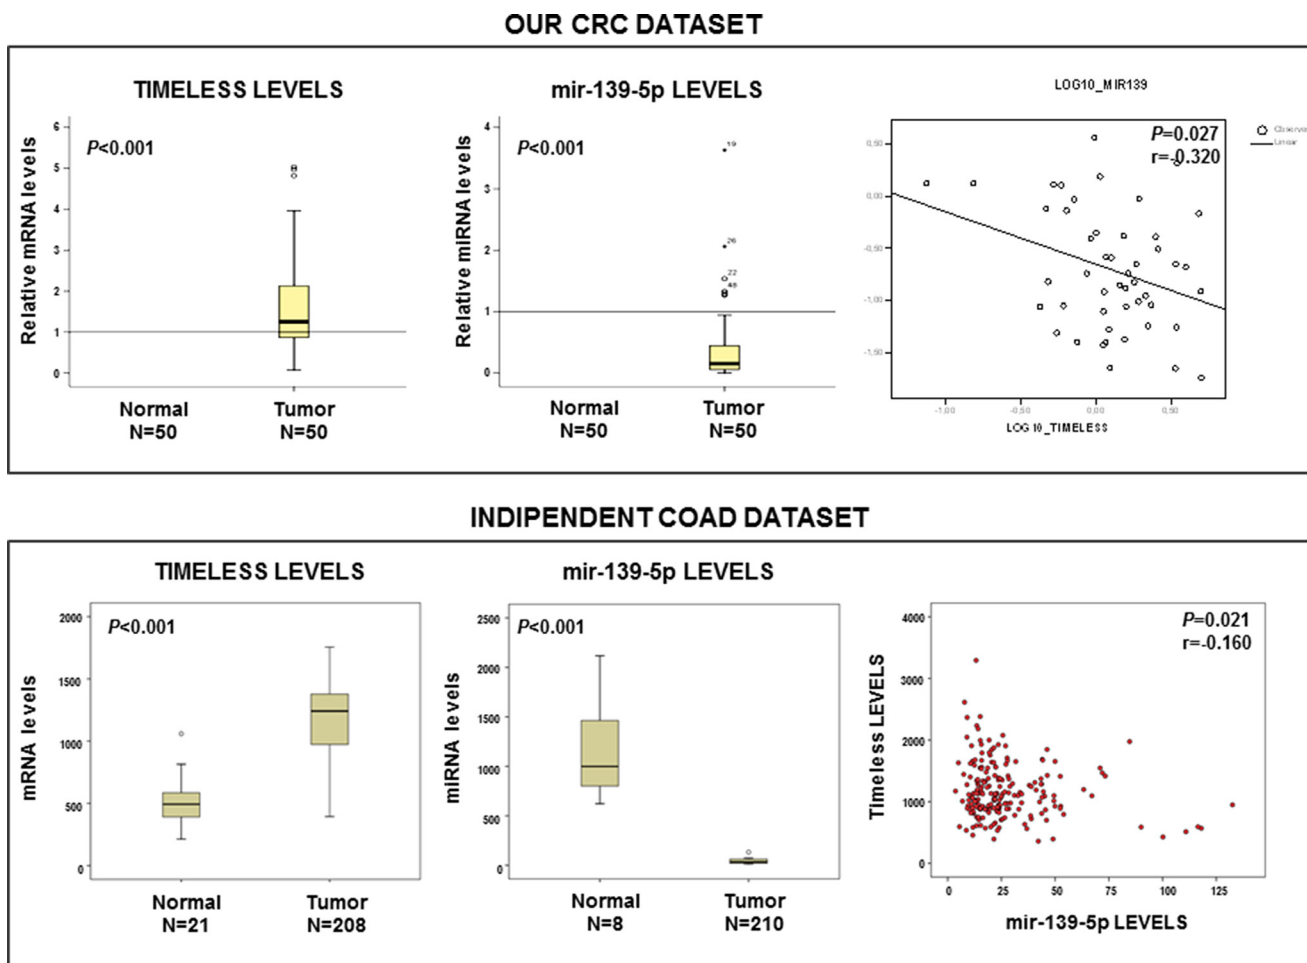 OUR CRC DATASET
TIMELESS LEVELS
P<0.001
Relative mRNA levels
6
5
4
3
2
1
0
Normal
N=50
Tumor
N=50
mir-139-5p LEVELS
P<0.001
Relative miRNA levels
4
3
2
1
0
19
26
22
48
Normal
N=50
Tumor
N=50
LOG10_MIR139
P=0.027
r=-0.320
Linear
0,50
0,00
-0,50
-1,00
-1,50
-1,00
-0,50
0,00
0,50
LOG10_TIMELESS
INDIPENDENT COAD DATASET
TIMELESS LEVELS
P<0.001
mRNA levels
2000
1500
1000
500
0
Normal
N=21
Tumor
N=208
mir-139-5p LEVELS
P<0.001
miRNA levels
2500
2000
1500
1000
500
0
Normal
N=8
Tumor
N=210
P=0.021
r=-0.160
Timeless LEVELS
4000
3000
2000
1000
0
0
25
50
75
100
125
mir-139-5p LEVELS